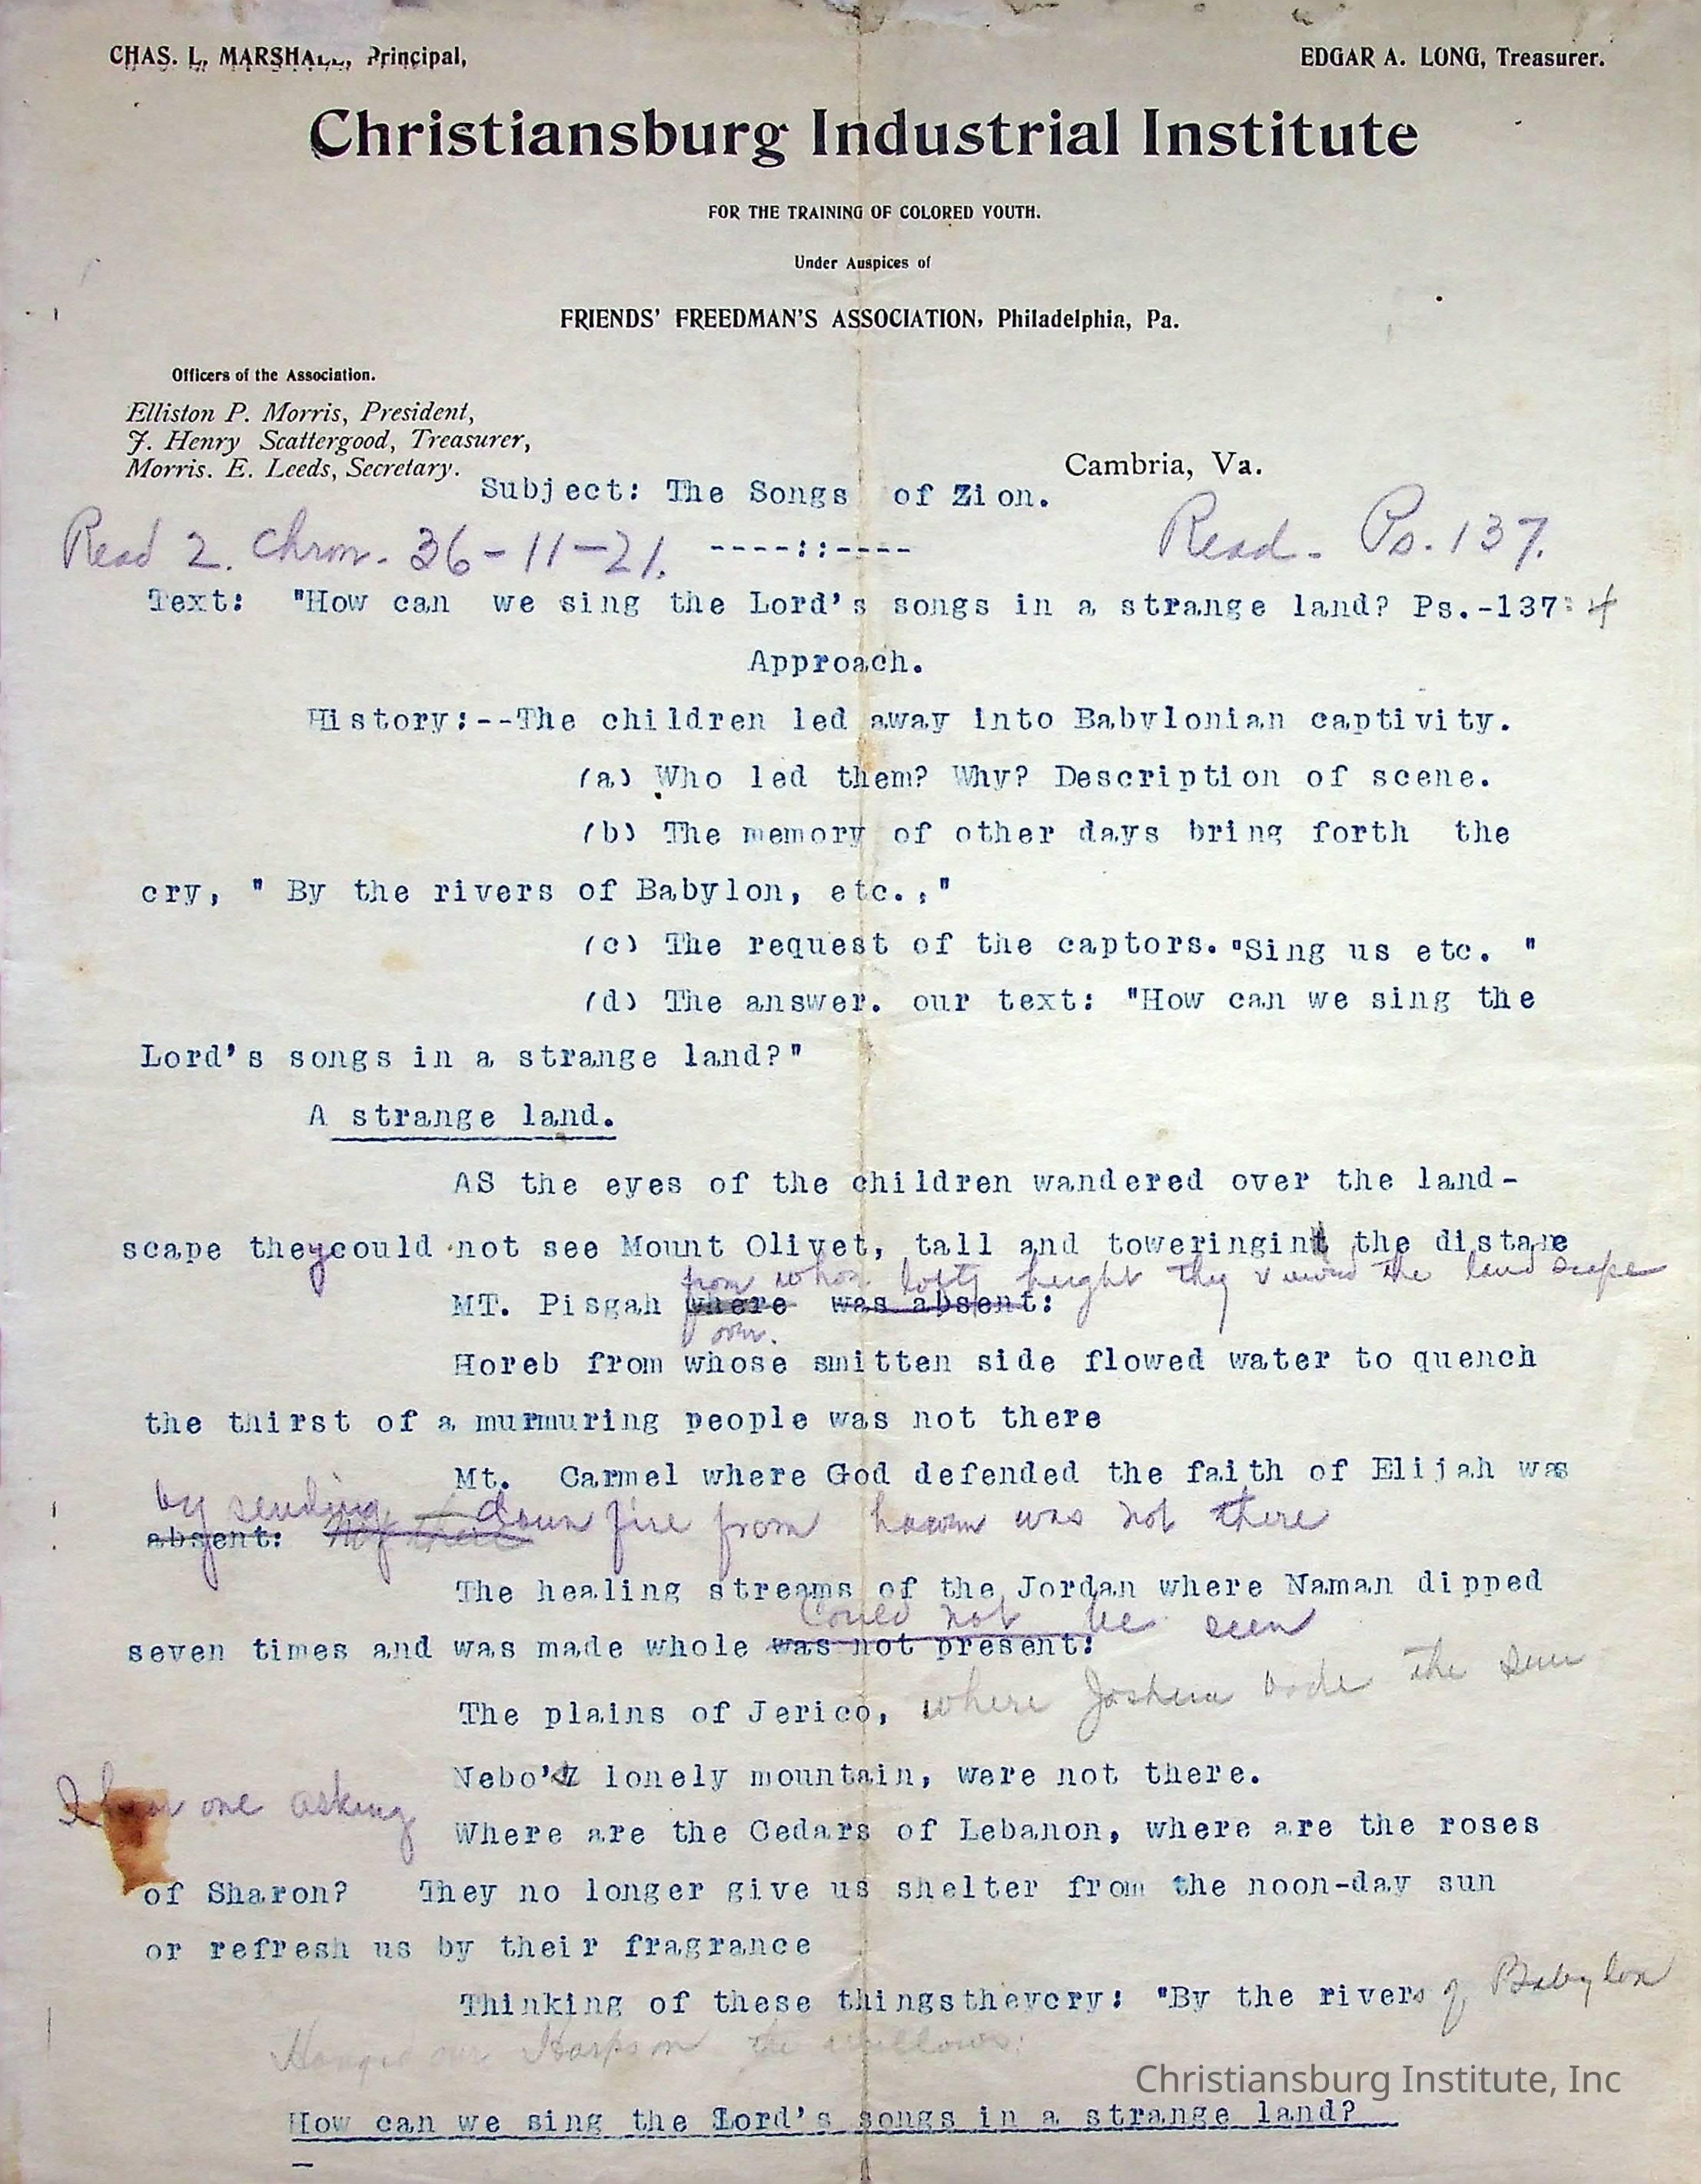 CHAS. L. MARSHALL, Principal,
EDGAR A. LONG, Treasurer.
Christiansburg Industrial Institute
FOR THE TRAINING OF COLORED YOUTH.
Under Auspices of
FRIENDS' FREEDMAN'S ASSOCIATION, Philadelphia, Pa.
Officers of the Association.
Elliston P. Morris, President,
J. Henry Scattergood, Treasurer,
Morris. E. Leeds, Secretary.
Cambria, Va.
Subject: The Songs of Zion.
Read 2. Chron. 36-11-21. ----::---- Read - Ps. 137.
Text: "How can we sing the Lord's songs in a strange land? Ps.-137:4
Approach.
History:--The children led away into Babylonian captivity.
(a) Who led them? Why? Description of scene.
(b) The memory of other days bring forth the
cry, " By the rivers of Babylon, etc.,"
(c) The request of the captors. "Sing us etc. "
(d) The answer. our text: "How can we sing the
Lord's songs in a strange land?"
A strange land.
AS the eyes of the children wandered over the land-
scape theycould not see Mount Olivet, tall and toweringint the distane
from whose lofty height they viewed the land scape
MT. Pisgah where was absent:
over.
Horeb from whose smitten side flowed water to quench
the thirst of a murmuring people was not there
Mt. Carmel where God defended the faith of Elijah was
by sending down fire from heaven was not there
absent:
The healing streams of the Jordan where Naman dipped
could not be seen
seven times and was made whole was not present:
The plains of Jerico, where Joshua bade the sun
Nebo's lonely mountain, were not there.
I hear one asking
Where are the Cedars of Lebanon, where are the roses
of Sharon? They no longer give us shelter from the noon-day sun
or refresh us by their fragrance
Thinking of these thingstheycry: "By the rivers of Babylon
Hanged our Harps on the willows:
Christiansburg Institute, Inc
How can we sing the Lord's songs in a strange land?